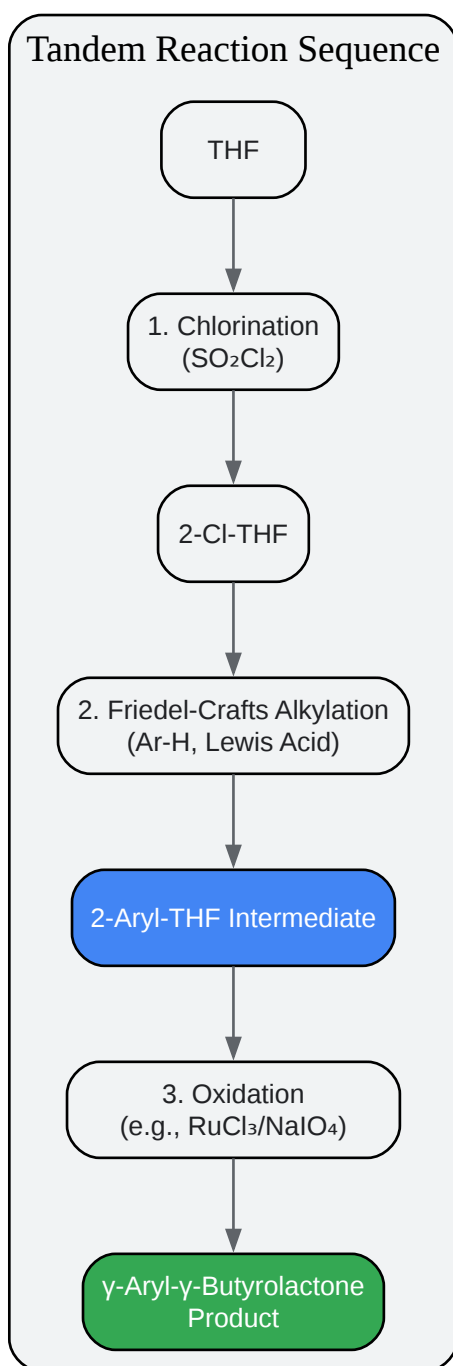 Tandem Reaction Sequence
THF
1. Chlorination
(SO₂Cl₂)
2-Cl-THF
2. Friedel-Crafts Alkylation
(Ar-H, Lewis Acid)
2-Aryl-THF Intermediate
3. Oxidation
(e.g., RuCl₃/NaIO₄)
γ-Aryl-γ-Butyrolactone
Product